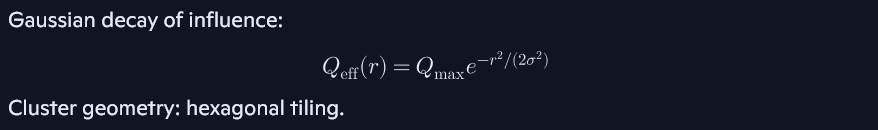 Gaussian decay of influence:
Q_eff(r) = Q_max e^{-r²/(2σ²)}
Cluster geometry: hexagonal tiling.